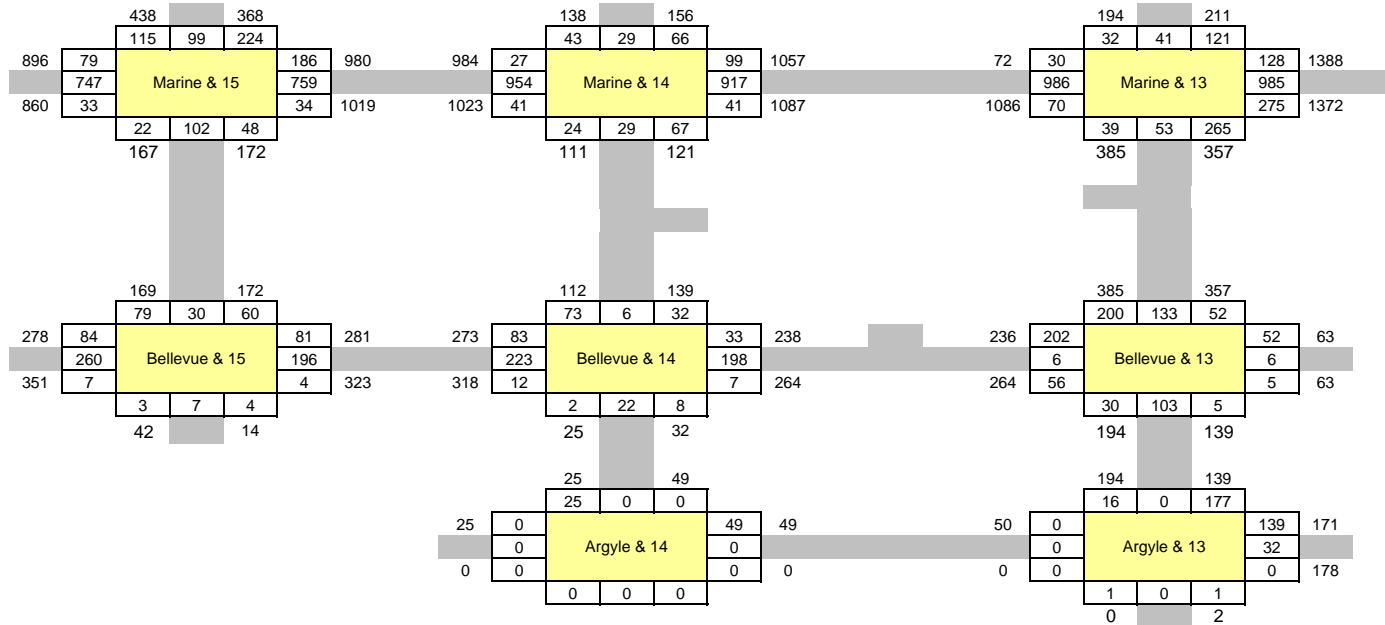 438 368 138 156 194 211
115 99 224 43 29 66 32 41 121
896 79 186 980 984 27 99 1057 72 30 128 1388
747 Marine & 15 759 954 Marine & 14 917 986 Marine & 13 985
860 33 34 1019 1023 41 41 1087 1086 70 275 1372
22 102 48 24 29 67 39 53 265
167 172 111 121 385 357
169 172 112 139 385 357
79 30 60 73 6 32 200 133 52
278 84 81 281 273 83 33 238 236 202 52 63
260 Bellevue & 15 196 223 Bellevue & 14 198 6 Bellevue & 13 6
351 7 4 323 318 12 7 264 264 56 5 63
3 7 4 2 22 8 30 103 5
42 14 25 32 194 139
25 49 194 139
25 0 0 16 0 177
25 0 49 49 50 0 139 171
0 Argyle & 14 0 0 Argyle & 13 32
0 0 0 0 0 0 0 178
0 0 0 1 0 1
0 2